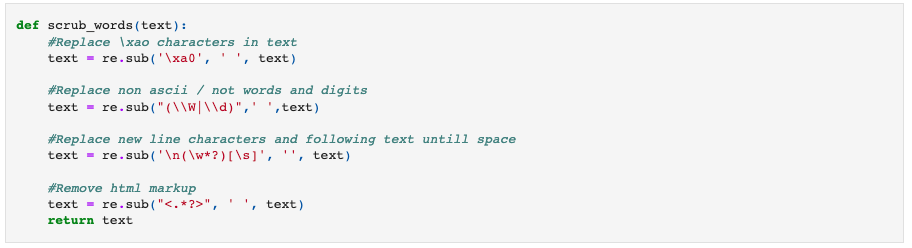 def scrub_words(text):
    #Replace \xao characters in text
    text = re.sub('\xa0', ' ', text)

    #Replace non ascii / not words and digits
    text = re.sub("(\\W|\\d)",' ',text)

    #Replace new line characters and following text untill space
    text = re.sub('\n(\w*?)[\s]', '', text)

    #Remove html markup
    text = re.sub("<.*?>", ' ', text)
    return text